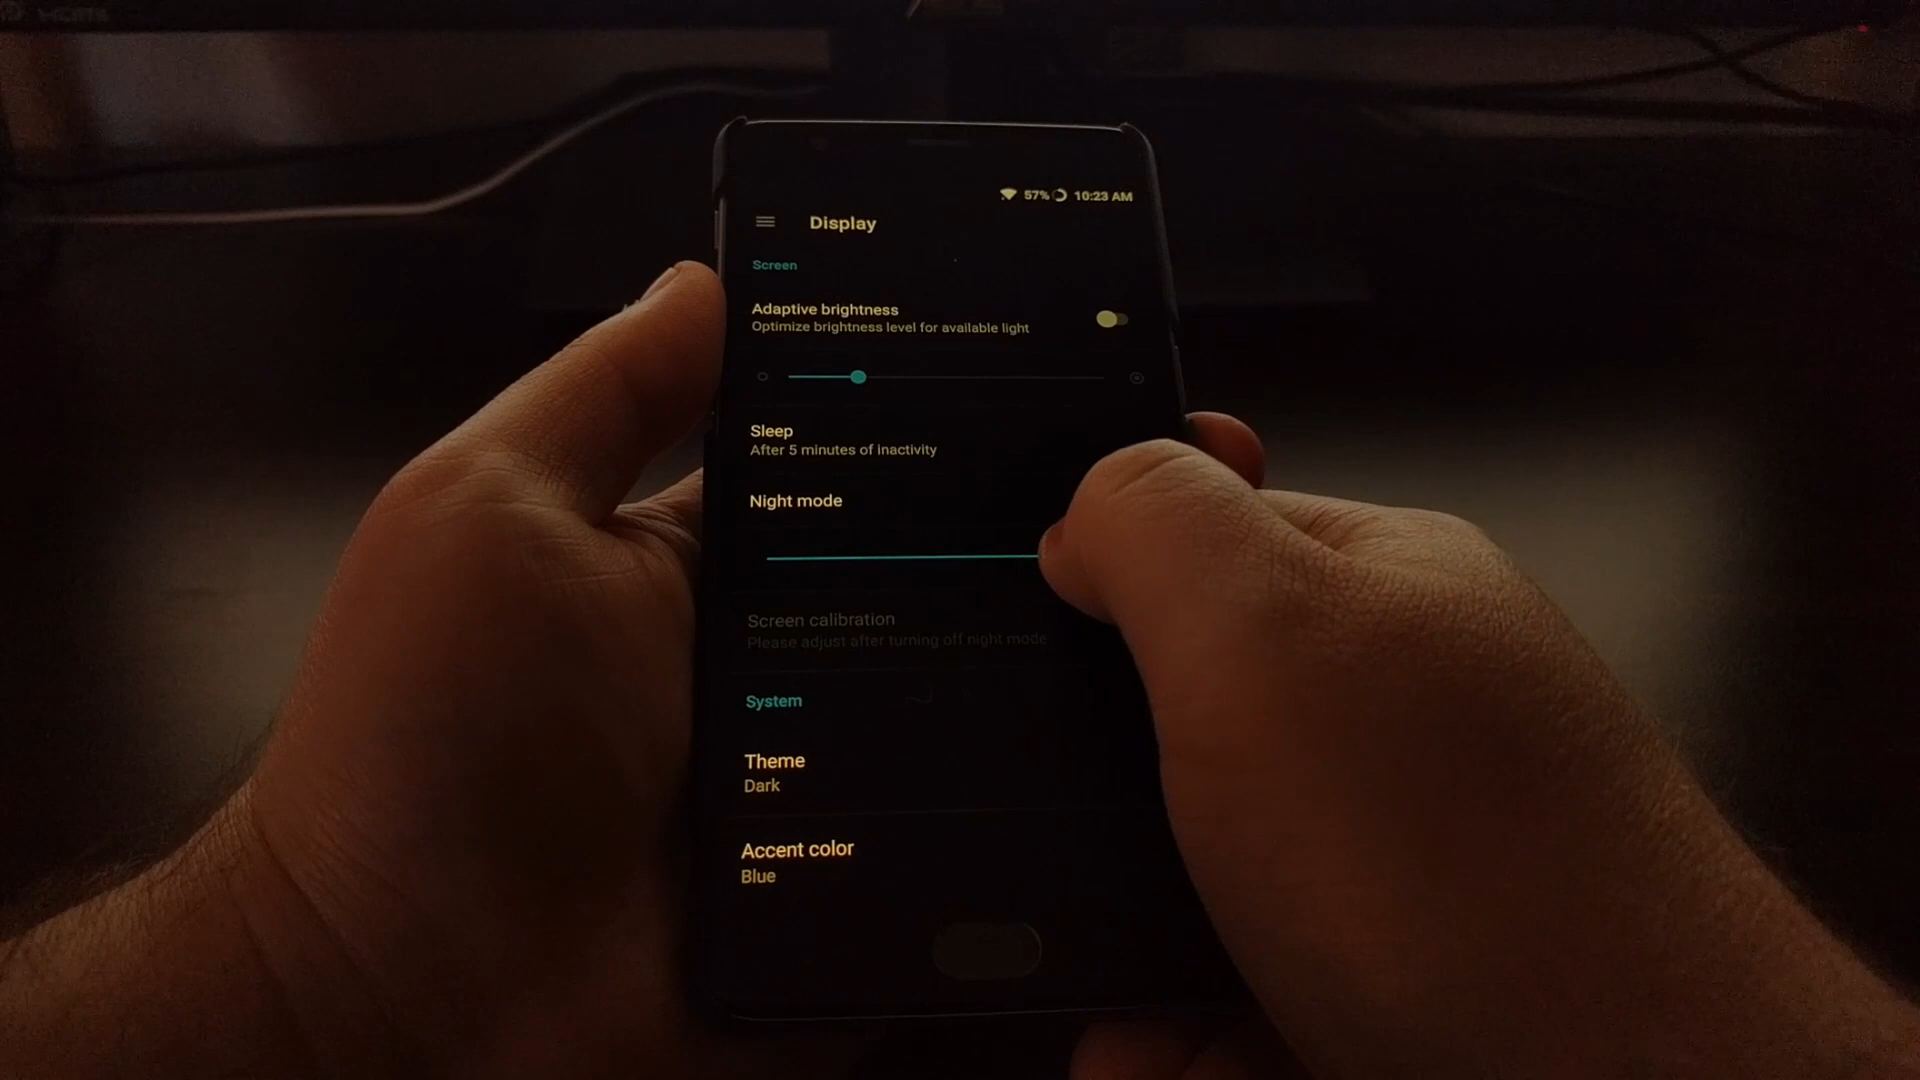 57% 10:23 AM
Display
Screen
Adaptive brightness
Optimize brightness level for available light
Sleep
After 5 minutes of inactivity
Night mode
Screen calibration
Please adjust after turning off night mode
System
Theme
Dark
Accent color
Blue